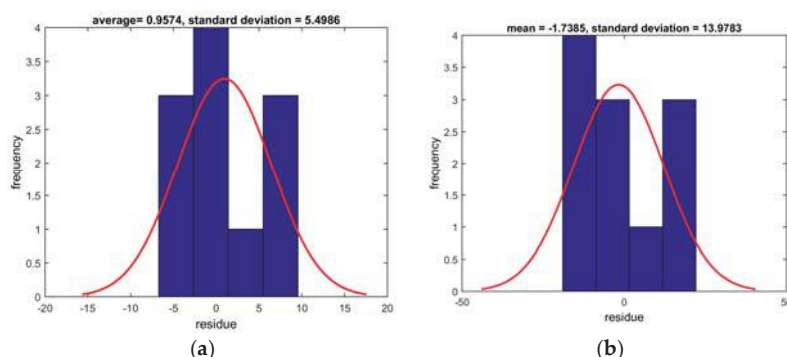 average= 0.9574, standard deviation = 5.4986
4
3.5
3
2.5
2
1.5
1
0.5
0
frequency
-20 -15 -10 -5 0 5 10 15 20
residue
(a)
mean = -1.7385, standard deviation = 13.9783
4
3.5
3
2.5
2
1.5
1
0.5
0
frequency
-50 0 50
residue
(b)